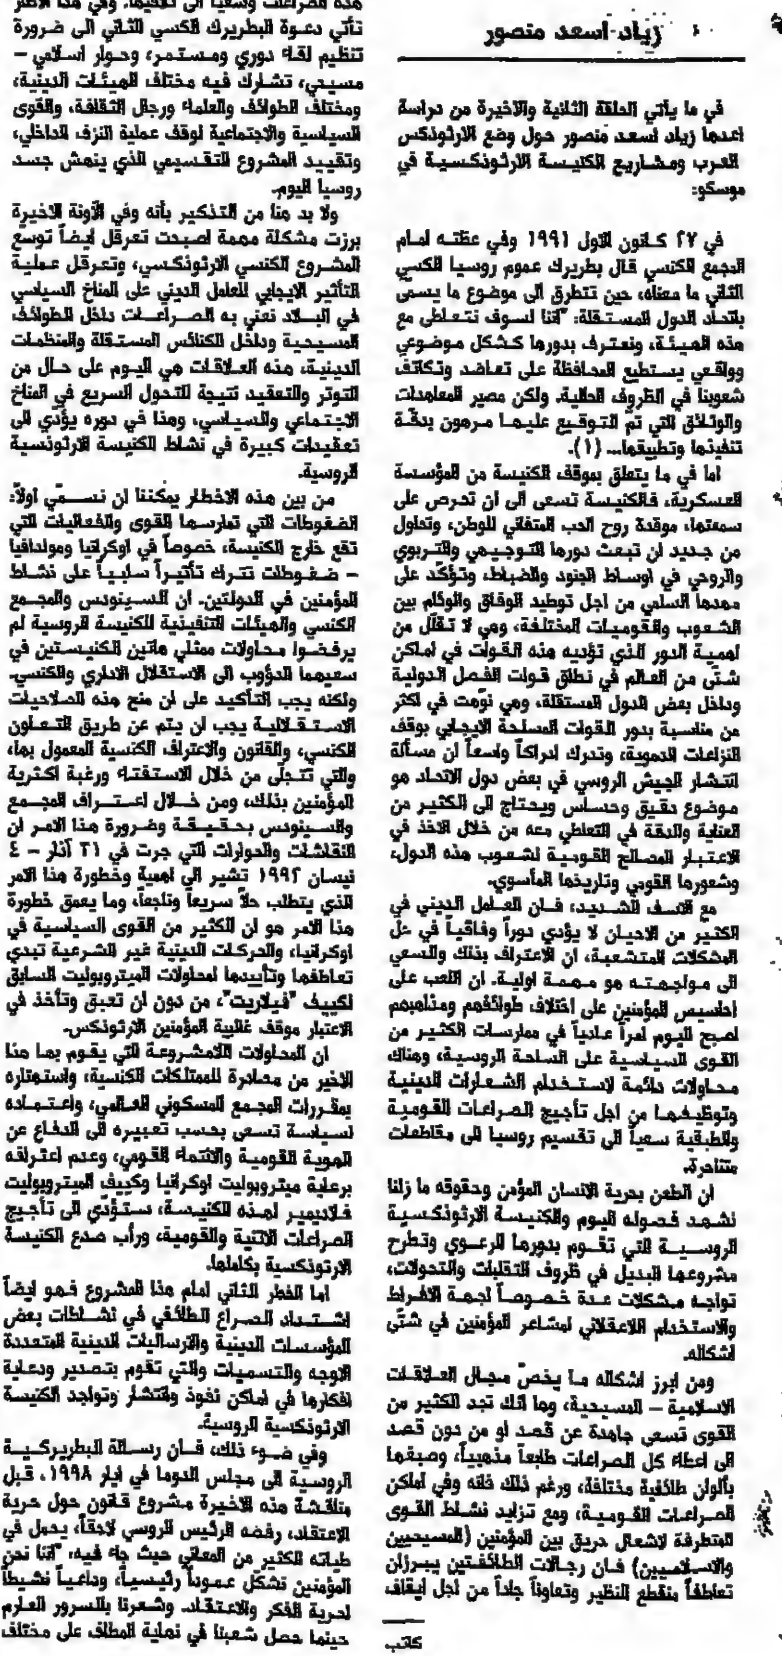 زياد اسعد منصور
في ما يأتي الحلقة الثانية والاخيرة من دراسة
اعدها زياد اسعد منصور حول وضع الارثوذكس
العرب ومشاريع الكنيسة الارثوذكسية في
موسكو:
في ٢٧ كانون الاول ١٩٩١ وفي عظته امام
المجمع الكنسي قال بطريرك عموم روسيا الكسي
الثاني ما معناه، حين تتطرق الى موضوع ما يسمى
باتحاد الدول المستقلة: "اننا لسوف نتعاطى مع
هذه الهيئة، ونعترف بدورها كشكل موضوعي
وواقعي يستطيع المحافظة على تعاضد وتكاتف
شعوبنا في الظروف الحالية. ولكن مصير المعاهدات
والوثائق التي تم التوقيع عليها مرهون بدقة
تنفيذها وتطبيقها... (١).
اما في ما يتعلق بموقف الكنيسة من المؤسسة
العسكرية، فالكنيسة تسعى الى ان تحرص على
سمعتها، موقدة روح الحب المتفاني للوطن، وتحاول
من جديد ان تبعث دورها التوجيهي والتربوي
والروحي في اوساط الجنود والضباط، وتؤكد على
مهدها السلمي من اجل توطيد الوفاق والوئام بين
الشعوب والقوميات المختلفة، وهي لا تقلل من
اهمية الدور الذي تؤديه هذه القوات في اماكن
شتى من العالم في نطاق قوات الفصل الدولية
وداخل بعض الدول المستقلة، وهي نوهت في اكثر
من مناسبة بدور القوات المسلحة الايجابي بوقف
النزاعات الدموية، وتدرك ادراكاً واسعاً ان مسألة
انتشار الجيش الروسي في بعض دول الاتحاد هو
موضوع دقيق وحساس ويحتاج الى الكثير من
العناية والدقة في التعاطي معه من خلال الاخذ في
الاعتبار المصالح القومية لشعوب هذه الدول،
وشعورها القومي وتاريخها المأسوي.
مع الاسف الشديد، فان العامل الديني في
الكثير من الاحيان لا يؤدي دوراً وفاقياً في حل
المشكلات المتشعبة، ان الاعتراف بذلك والسعي
الى مواجهته هو مهمة اولية. ان اللعب على
احاسيس المؤمنين على اختلاف طوائفهم ومذاهبهم
اصبح اليوم امراً عادياً في ممارسات الكثير من
القوى السياسية على الساحة الروسية، وهناك
محاولات دائمة لاستخدام الشعارات الدينية
وتوظيفها من اجل تأجيج الصراعات القومية
والطبقية سعياً الى تقسيم روسيا الى مقاطعات
متناحرة.
ان الطعن بحرية الانسان المؤمن وحقوقه ما زلنا
نشهد فصوله اليوم والكنيسة الارثوذكسية
الروسية التي تقوم بدورها الرعوي وتطرح
مشروعها البديل في ظروف التقلبات والتحولات،
تواجه مشكلات عدة خصوصاً لجهة الافراط
والاستخدام اللاعقلاني لمشاعر المؤمنين في شتى
اشكاله.
ومن ابرز اشكاله ما يخص مجال العلاقات
الاسلامية – المسيحية، وها انك تجد الكثير من
القوى تسعى جاهدة عن قصد او من دون قصد
الى اعطاء كل الصراعات طابعاً مذهبياً، وصبغها
بألوان طائفية مختلفة، ورغم ذلك فانه وفي اماكن
الصراعات القومية، ومع تزايد نشاط القوى
المتطرفة لاشعال حريق بين المؤمنين (المسيحيين
والاسلاميين) فان رجالات الطائفتين يبرزان
تعاطفاً منقطع النظير وتعاوناً جاداً من اجل ايقاف
كاتب
هذه الصراعات وسعياً الى تلافيها. وفي هذا الاطار
تأتي دعوة البطريرك الكسي الثاني الى ضرورة
تنظيم لقاء دوري ومستمر، وحوار اسلامي –
مسيحي، تشارك فيه مختلف الهيئات الدينية،
ومختلف الطوائف والعلماء ورجال الثقافة، والقوى
السياسية والاجتماعية لوقف عملية النزف الداخلي،
وتقييد المشروع التقسيمي الذي ينهش جسد
روسيا اليوم.
ولا بد هنا من التذكير بأنه وفي الآونة الاخيرة
برزت مشكلة مهمة اصبحت تعرقل ايضاً توسع
المشروع الكنسي الارثوذكسي، وتعرقل عملية
التأثير الايجابي للعامل الديني على المناخ السياسي
في البلاد نعني به الصراعات داخل الطوائف
المسيحية وداخل الكنائس المستقلة والمنظمات
الدينية، هذه العلاقات هي اليوم على حال من
التوتر والتعقيد نتيجة للتحول السريع في المناخ
الاجتماعي والسياسي، وهذا في دوره يؤدي الى
تعقيدات كبيرة في نشاط الكنيسة الارثوذسية
الروسية.
من بين هذه الاخطار يمكننا ان نسمّي اولاً:
الضغوطات التي تمارسها القوى والفعاليات التي
تقع خارج الكنيسة، خصوصاً في اوكرانيا ومولدافيا
– ضغوطات تترك تأثيراً سلبياً على نشاط
المؤمنين في الدولتين. ان السينودس والمجمع
الكنسي والهيئات التنفيذية للكنيسة الروسية لم
يرفضوا محاولات ممثلي هاتين الكنيستين في
سعيهما الدؤوب الى الاستقلال الاداري والكنسي.
ولكنه يجب التأكيد على ان منح هذه الصلاحيات
الاستقلالية يجب ان يتم عن طريق التعاون
الكنسي، والقانون والاعتراف الكنسية المعمول بها،
والتي تتجلى من خلال الاستفتاء ورغبة اكثرية
المؤمنين بذلك، ومن خلال اعتراف المجمع
والسينودس بحقيقة وضرورة هذا الامر ان
النقاشات والحوارات التي جرت في ٣١ آذار – ٤
نيسان ١٩٩٢ تشير الى اهمية وخطورة هذا الامر
الذي يتطلب حلاً سريعاً وناجعاً، وما يعمق خطورة
هذا الامر هو ان الكثير من القوى السياسية في
اوكرانيا، والحركات الدينية غير الشرعية تبدي
تعاطفها وتأييدها لمحاولات الميتروبوليت السابق
لكييف "فيلاريت"، من دون ان تعيق وتأخذ في
الاعتبار موقف غالبية المؤمنين الارثوذكس.
ان المحاولات اللامشروعة التي يقوم بها هذا
الاخير من مصادرة للممتلكات الكنسية، واستهتاره
بمقررات المجمع المسكوني العالمي، واعتماده
لسياسة تسعى بحسب تعبيره الى الدفاع عن
الهوية القومية والانتماء القومي، وعدم اعترافه
برعاية ميتروبوليت اوكرانيا وكييف الميتروبوليت
فلاديمير لهذه الكنيسة، ستؤدي الى تأجيج
الصراعات الاثنية والقومية، ورأب صدع الكنيسة
الارثوذكسية بكاملها.
اما الخطر الثاني امام هذا المشروع فهو ايضاً
اشتداد الصراع الطائفي في نشاطات بعض
المؤسسات الدينية والارساليات الدينية المتعددة
الاوجه والتسميات والتي تقوم بتصدير ودعاية
افكارها في اماكن نفوذ وانتشار وتواجد الكنيسة
الارثوذكسية الروسية.
وفي ضوء ذلك، فان رسالة البطريركية
الروسية الى مجلس الدوما في ايار ١٩٩٨، قبل
مناقشة هذه الاخيرة مشروع قانون حول حرية
الاعتقاد، رفضه الرئيس الروسي لاحقاً، يحمل في
طياته الكثير من المعاني حيث جاء فيه، "اننا نحن
المؤمنين نشكل عموداً رئيسياً، وداعياً نشيطاً
لحرية الفكر والاعتقاد. وشعرنا بالسرور العارم
حينما حصل شعبنا في نهاية المطاف على مختلف